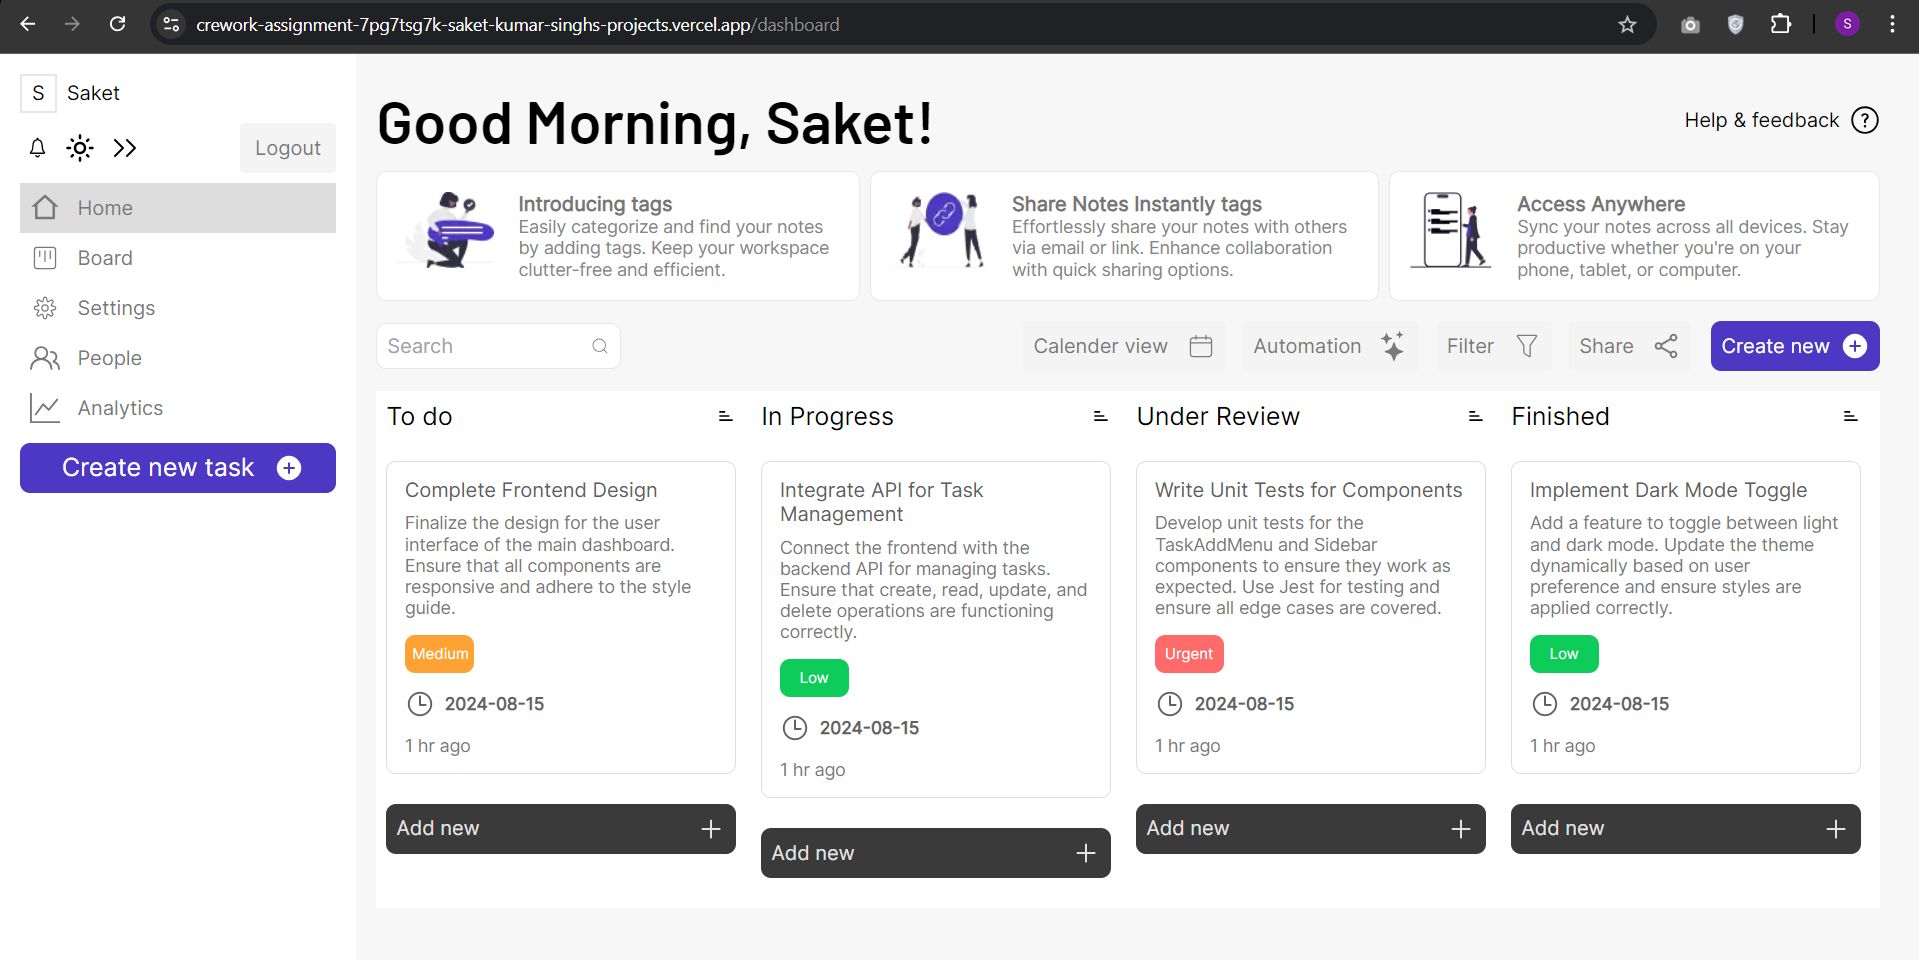 crework-assignment-7pg7tsg7k-saket-kumar-singhs-projects.vercel.app/dashboard
S
S
Saket
Logout
Home
Board
Settings
People
Analytics
Create new task
Good Morning, Saket!
Help & feedback
?
Introducing tags
Easily categorize and find your notes
by adding tags. Keep your workspace
clutter-free and efficient.
Share Notes Instantly tags
Effortlessly share your notes with others
via email or link. Enhance collaboration
with quick sharing options.
Access Anywhere
Sync your notes across all devices. Stay
productive whether you're on your
phone, tablet, or computer.
Search
Calender view
Automation
Filter
Share
Create new
To do
Complete Frontend Design
Finalize the design for the user
interface of the main dashboard.
Ensure that all components are
responsive and adhere to the style
guide.
Medium
2024-08-15
1 hr ago
Add new
In Progress
Integrate API for Task
Management
Connect the frontend with the
backend API for managing tasks.
Ensure that create, read, update, and
delete operations are functioning
correctly.
Low
2024-08-15
1 hr ago
Add new
Under Review
Write Unit Tests for Components
Develop unit tests for the
TaskAddMenu and Sidebar
components to ensure they work as
expected. Use Jest for testing and
ensure all edge cases are covered.
Urgent
2024-08-15
1 hr ago
Add new
Finished
Implement Dark Mode Toggle
Add a feature to toggle between light
and dark mode. Update the theme
dynamically based on user
preference and ensure styles are
applied correctly.
Low
2024-08-15
1 hr ago
Add new